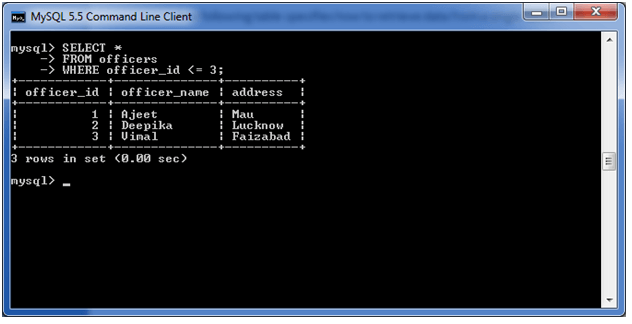 MySQL 5.5 Command Line Client
mysql> SELECT *
    -> FROM officers
    -> WHERE officer_id <= 3;
+------------+--------------+-----------+
| officer_id | officer_name | address   |
+------------+--------------+-----------+
|          1 | Ajeet        | Mau       |
|          2 | Deepika      | Lucknow   |
|          3 | Vimal        | Faizabad  |
+------------+--------------+-----------+
3 rows in set (0.00 sec)
mysql> _